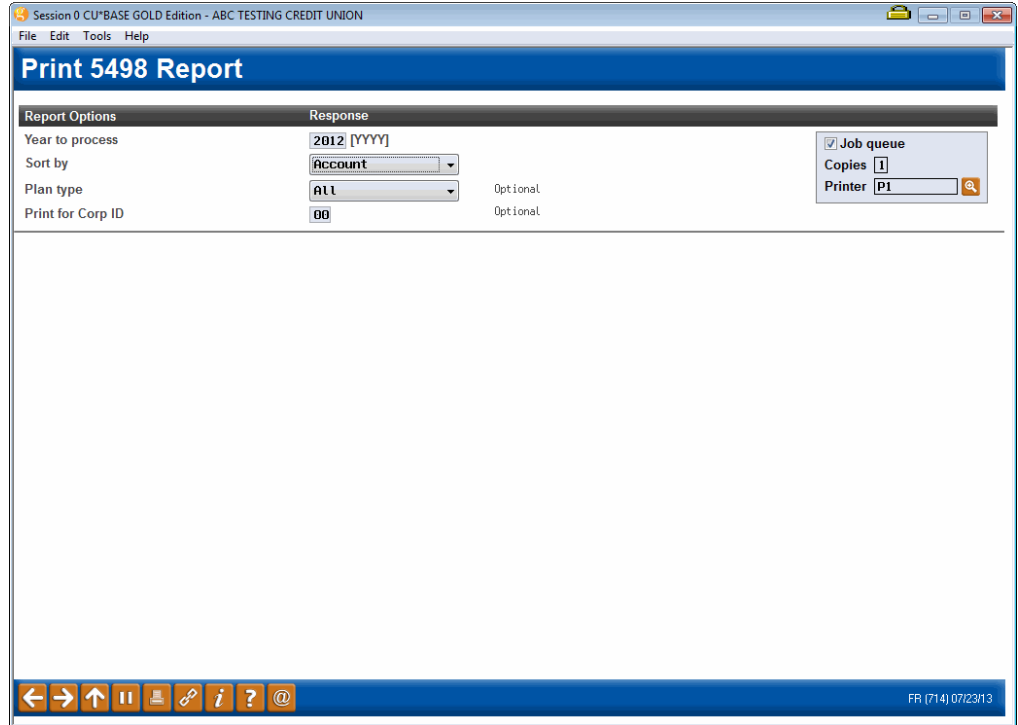 Session 0 CU*BASE GOLD Edition - ABC TESTING CREDIT UNION
File Edit Tools Help
Print 5498 Report
Report Options Response
Year to process 2012 [YYYY]
Sort by Account
Plan type All Optional
Print for Corp ID 00 Optional
Job queue
Copies 1
Printer P1
i ? @
FR (714) 07/23/13